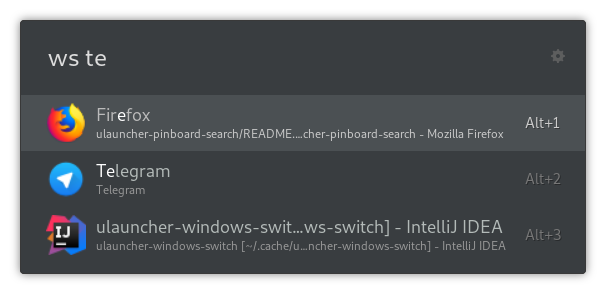 ws te
Firefox
Alt+1
ulauncher-pinboard-search/README....cher-pinboard-search - Mozilla Firefox
Telegram
Alt+2
Telegram
IJ
ulauncher-windows-swit...ws-switch] - IntelliJ IDEA
Alt+3
ulauncher-windows-switch [~/.cache/u...ncher-windows-switch] - IntelliJ IDEA